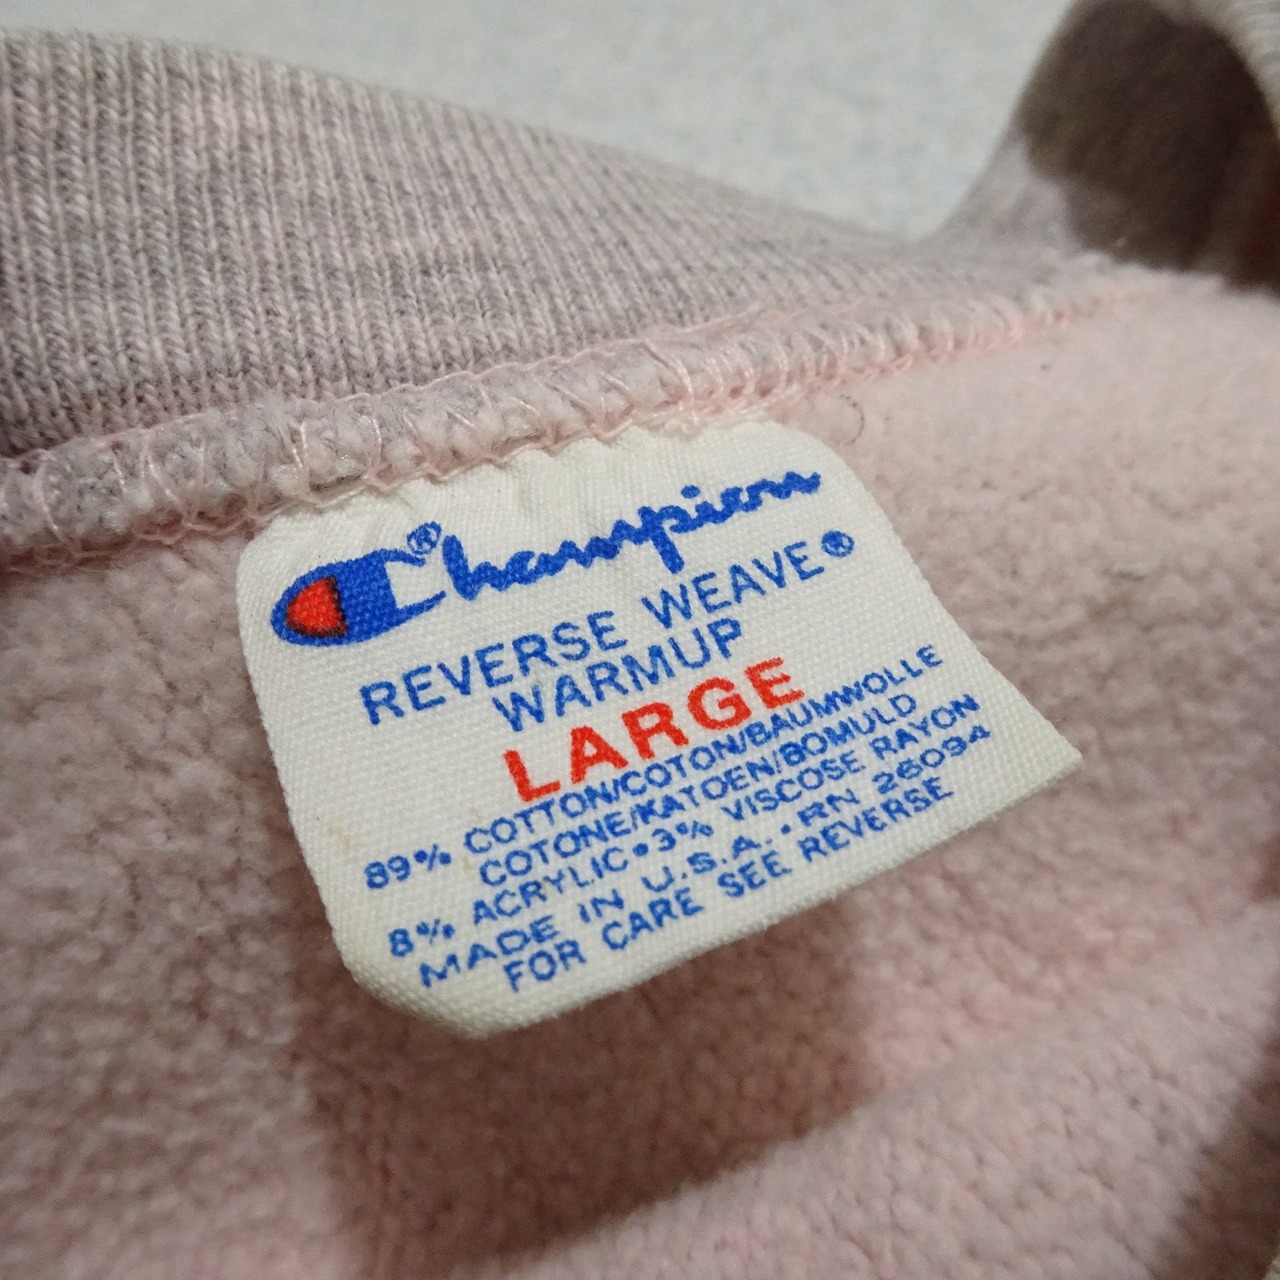 Champion®
REVERSE WEAVE®
WARMUP
LARGE
89% COTTON/COTON/BAUMWOLLE
COTONE/KATOEN/BOMULD
8% ACRYLIC•3% VISCOSE RAYON
MADE IN U.S.A. • RN 26094
FOR CARE SEE REVERSE